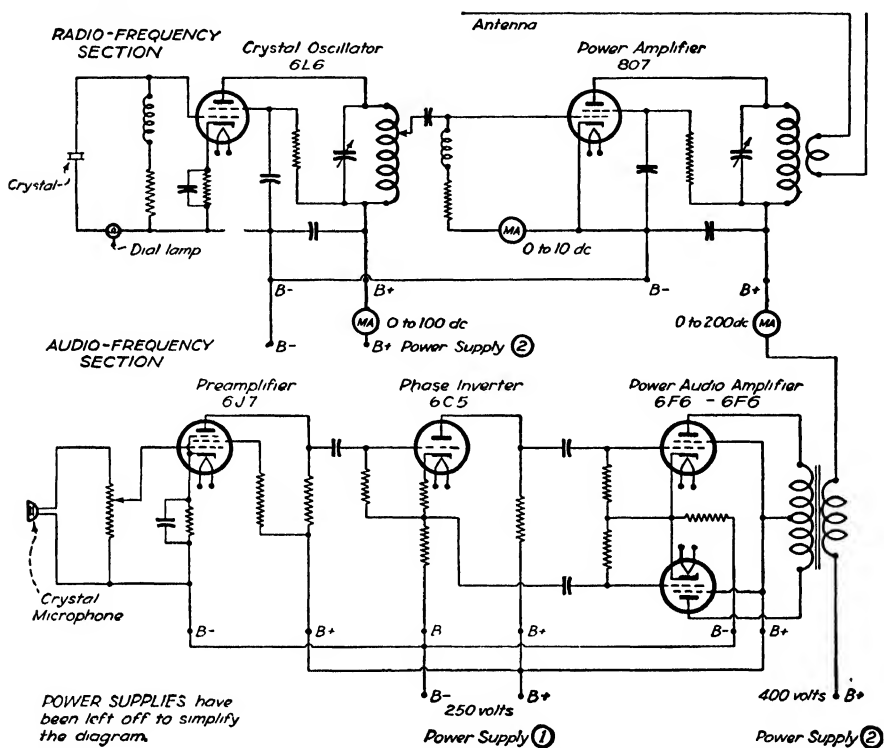 Antenna
RADIO-FREQUENCY
SECTION
Crystal Oscillator
6L6
Power Amplifier
807
Crystal
Dial lamp
MA
0 to 10 dc
B-
B+
B-
B+
MA
0 to 100 dc
0 to 200 dc
MA
B-
B+ Power Supply 2
AUDIO-FREQUENCY
SECTION
Preamplifier
6J7
Phase Inverter
6C5
Power Audio Amplifier
6F6 - 6F6
Crystal
Microphone
B-
B+
B
B+
B-
B+
B-
250 volts
B+
400 volts
B+
POWER SUPPLIES have
been left off to simplify
the diagram.
Power Supply 1
Power Supply 2